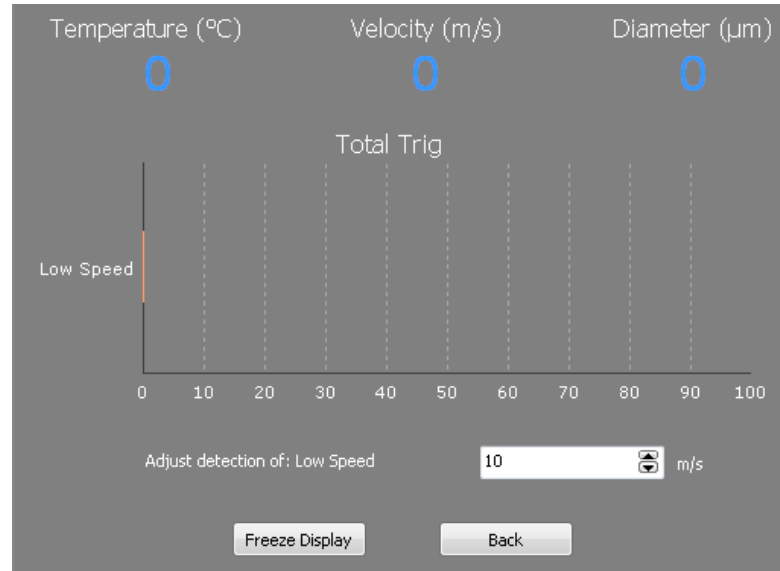 Temperature (ºC) Velocity (m/s) Diameter (µm)
0 0 0
Total Trig
Low Speed
0 10 20 30 40 50 60 70 80 90 100
Adjust detection of: Low Speed 10 m/s
Freeze Display Back